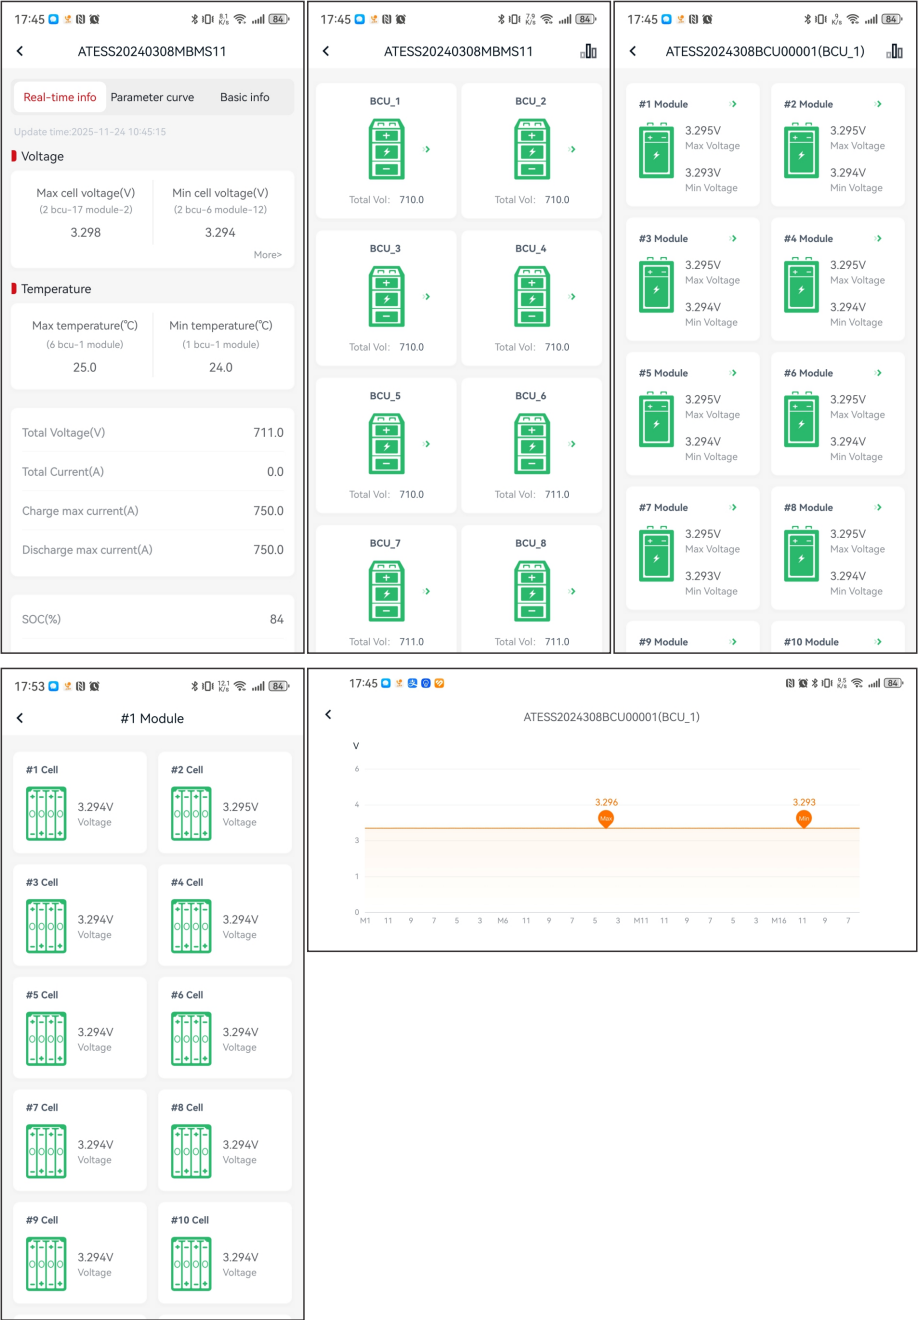 17:45 8.1 K/s 84
ATESS20240308MBMS11
Real-time info Parameter curve Basic info
Update time:2025-11-24 10:45:15
Voltage
Max cell voltage(V) Min cell voltage(V)
(2 bcu-17 module-2) (2 bcu-6 module-12)
3.298 3.294
More>
Temperature
Max temperature(℃) Min temperature(℃)
(6 bcu-1 module) (1 bcu-1 module)
25.0 24.0
Total Voltage(V) 711.0
Total Current(A) 0.0
Charge max current(A) 750.0
Discharge max current(A) 750.0
SOC(%) 84
17:45 7.9 K/s 84
ATESS20240308MBMS11
BCU_1 BCU_2
Total Vol: 710.0 Total Vol: 710.0
BCU_3 BCU_4
Total Vol: 710.0 Total Vol: 710.0
BCU_5 BCU_6
Total Vol: 710.0 Total Vol: 711.0
BCU_7 BCU_8
Total Vol: 711.0 Total Vol: 711.0
17:45 9 K/s 84
ATESS2024308BCU00001(BCU_1)
#1 Module #2 Module
3.295V 3.295V
Max Voltage Max Voltage
3.293V 3.294V
Min Voltage Min Voltage
#3 Module #4 Module
3.295V 3.295V
Max Voltage Max Voltage
3.294V 3.294V
Min Voltage Min Voltage
#5 Module #6 Module
3.295V 3.295V
Max Voltage Max Voltage
3.294V 3.294V
Min Voltage Min Voltage
#7 Module #8 Module
3.295V 3.295V
Max Voltage Max Voltage
3.293V 3.294V
Min Voltage Min Voltage
#9 Module #10 Module
17:53 12.1 K/s 84
#1 Module
#1 Cell #2 Cell
3.294V 3.295V
Voltage Voltage
#3 Cell #4 Cell
3.294V 3.294V
Voltage Voltage
#5 Cell #6 Cell
3.294V 3.294V
Voltage Voltage
#7 Cell #8 Cell
3.294V 3.294V
Voltage Voltage
#9 Cell #10 Cell
3.294V 3.294V
Voltage Voltage
17:45 9.5 K/s 84
ATESS2024308BCU00001(BCU_1)
V
6
4
3.296 3.293
Max Min
3
1
0
M1 11 9 7 5 3 M6 11 9 7 5 3 M11 11 9 7 5 3 M16 11 9 7